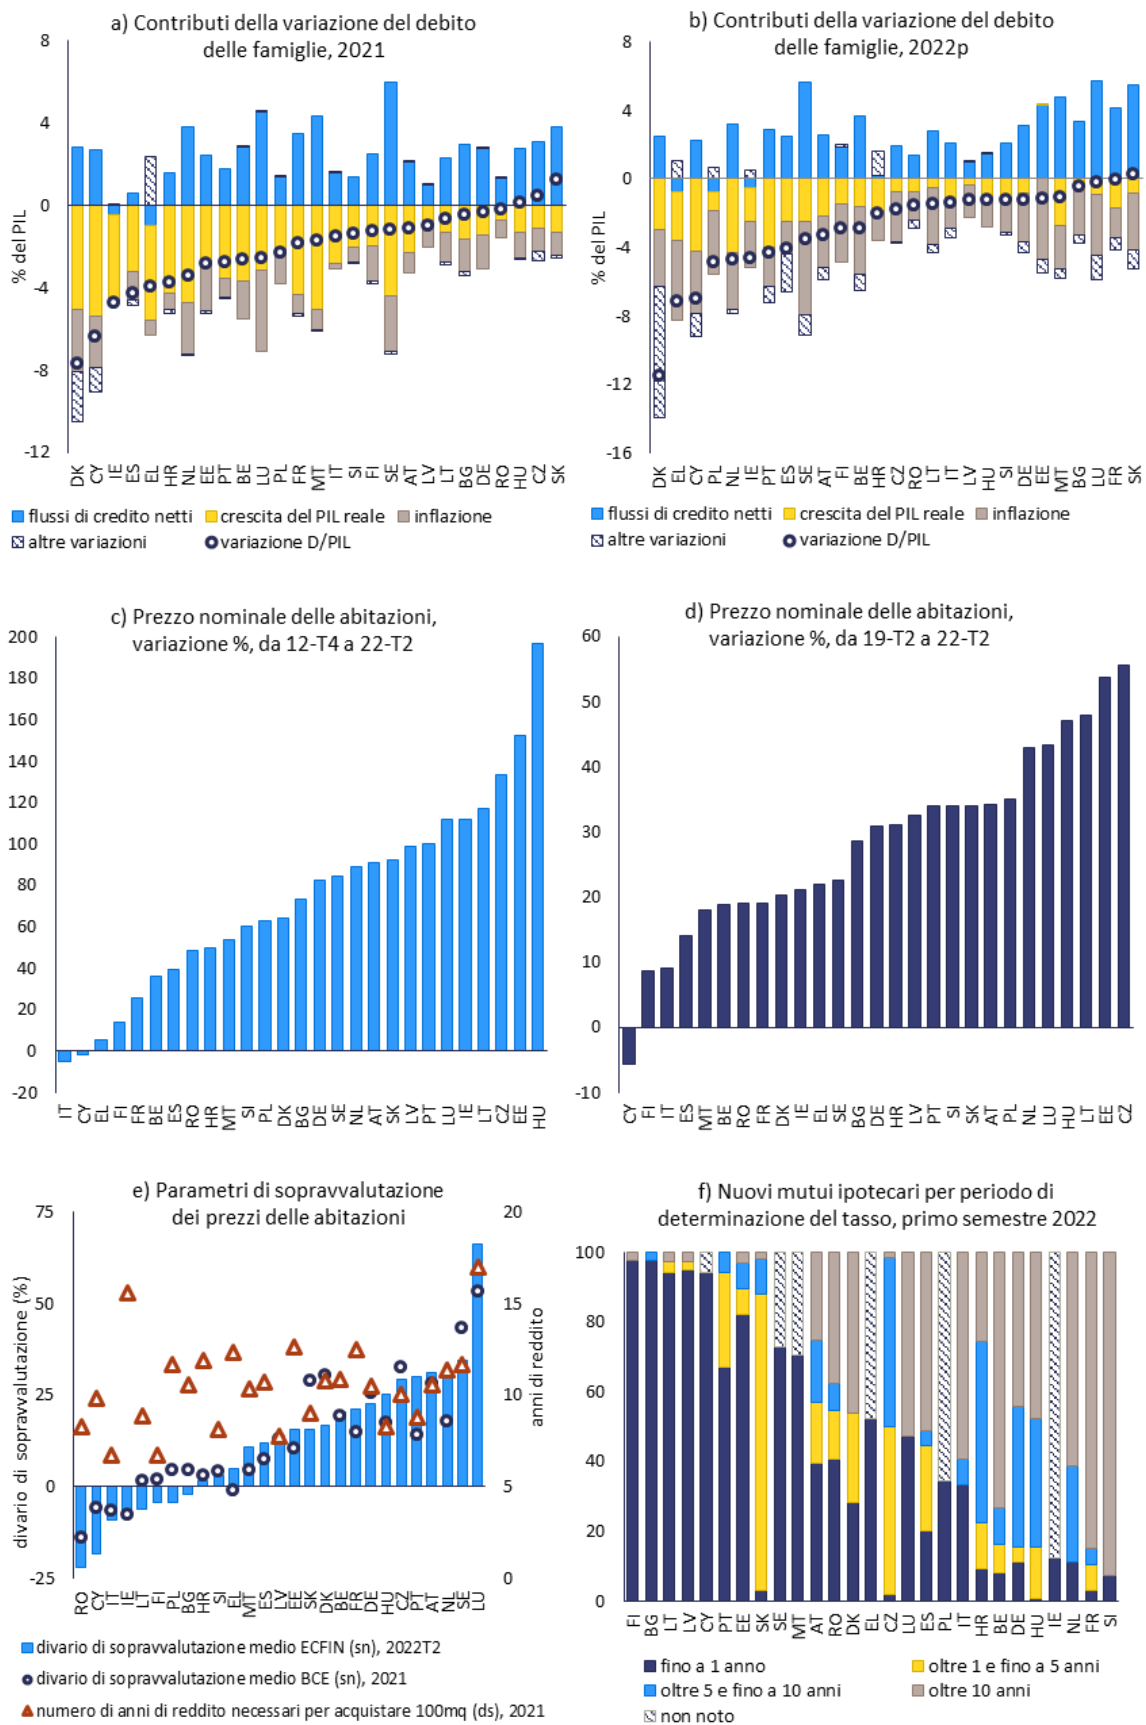 a) Contributi della variazione del debito
delle famiglie, 2021
% del PIL
8
4
0
-4
-8
-12
DK CY IE ES EL HR NL EE PT BE LU PL FR MT IT SI FI SE AT LV LT BG DE RO HU CZ SK
flussi di credito netti crescita del PIL reale inflazione
altre variazioni variazione D/PIL
b) Contributi della variazione del debito
delle famiglie, 2022p
% del PIL
8
4
0
-4
-8
-12
-16
DK EL CY PL NL IE PT ES SE AT FI BE HR CZ RO LT IT LV HU SI DE EE MT BG LU FR SK
flussi di credito netti crescita del PIL reale inflazione
altre variazioni variazione D/PIL
c) Prezzo nominale delle abitazioni,
variazione %, da 12-T4 a 22-T2
200
180
160
140
120
100
80
60
40
20
0
-20
IT CY EL FI FR BE ES RO HR MT SI PL DK BG DE SE NL AT SK LV PT LU IE LT CZ EE HU
d) Prezzo nominale delle abitazioni,
variazione %, da 19-T2 a 22-T2
60
50
40
30
20
10
0
-10
CY FI IT ES MT BE RO FR DK IE EL SE BG DE HR LV PT SI SK AT PL NL LU HU LT EE CZ
e) Parametri di sopravvalutazione
dei prezzi delle abitazioni
divario di sopravvalutazione (%)
75
50
25
0
-25
anni di reddito
20
15
10
5
0
RO CY IT IE LT FI PL BG HR SI EL MT ES LV EE SK DK BE FR DE HU CZ PT AT NL SE LU
divario di sopravvalutazione medio ECFIN (sn), 2022T2
divario di sopravvalutazione medio BCE (sn), 2021
numero di anni di reddito necessari per acquistare 100mq (ds), 2021
f) Nuovi mutui ipotecari per periodo di
determinazione del tasso, primo semestre 2022
100
80
60
40
20
0
FI BG LT LV CY PT EE SK SE MT AT RO DK EL CZ LU ES PL IT HR BE DE HU IE NL FR SI
fino a 1 anno oltre 1 e fino a 5 anni
oltre 5 e fino a 10 anni oltre 10 anni
non noto